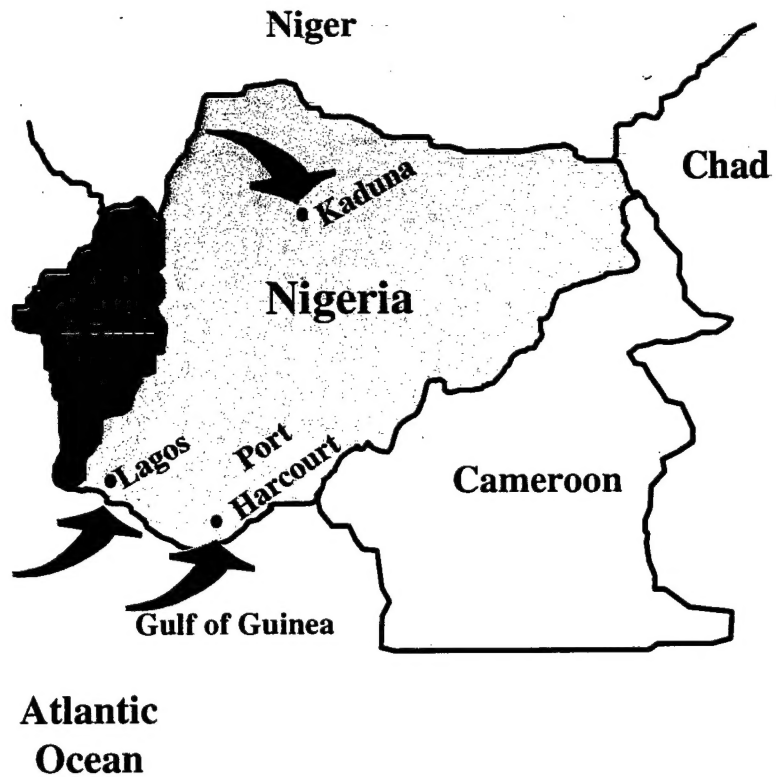 Niger
Chad
Kaduna
Nigeria
Lagos
Port
Harcourt
Cameroon
Gulf of Guinea
Atlantic
Ocean